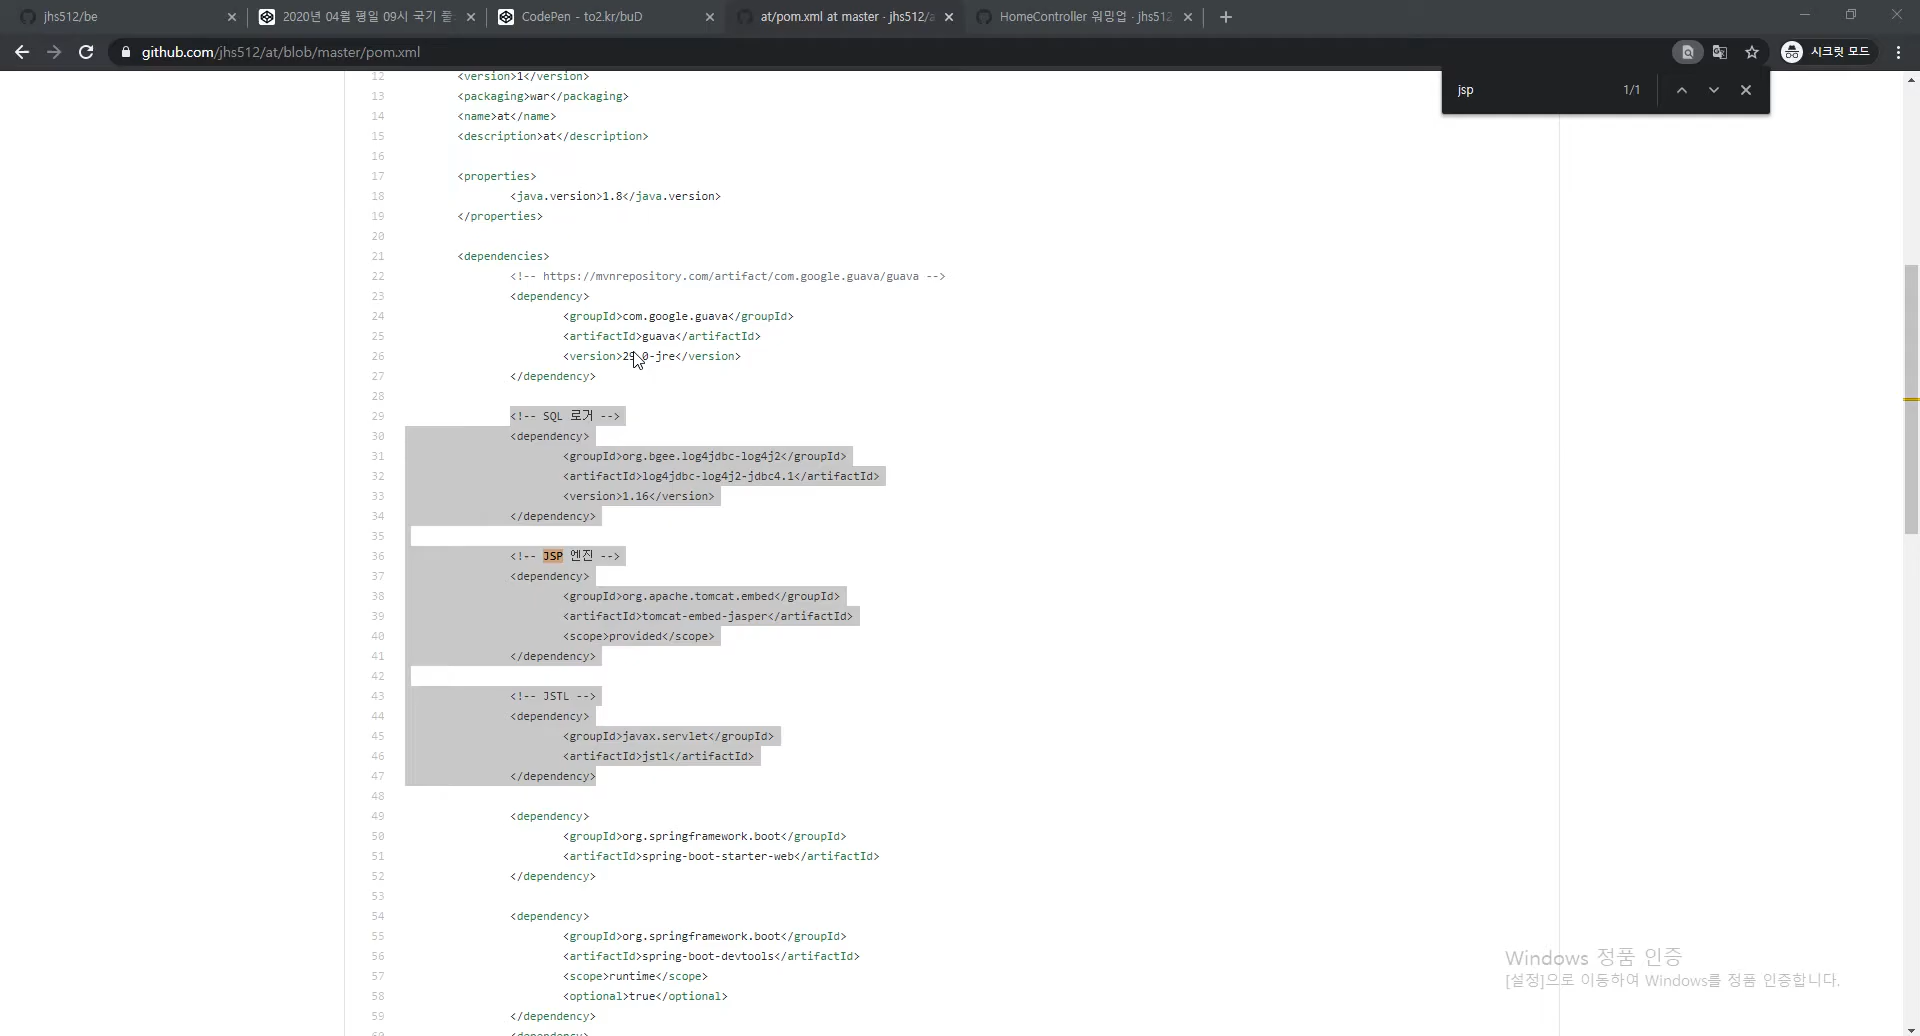 jhs512/be
2020년 04월 평일 09시 국기 풀
CodePen - to2.kr/buD
at/pom.xml at master · jhs512/a
HomeController 워밍업 · jhs512
github.com/jhs512/at/blob/master/pom.xml
시크릿 모드
jsp
1/1
12 <version>1</version>
13 <packaging>war</packaging>
14 <name>at</name>
15 <description>at</description>
16
17 <properties>
18 <java.version>1.8</java.version>
19 </properties>
20
21 <dependencies>
22 <!-- https://mvnrepository.com/artifact/com.google.guava/guava -->
23 <dependency>
24 <groupId>com.google.guava</groupId>
25 <artifactId>guava</artifactId>
26 <version>29.0-jre</version>
27 </dependency>
28
29 <!-- SQL 로거 -->
30 <dependency>
31 <groupId>org.bgee.log4jdbc-log4j2</groupId>
32 <artifactId>log4jdbc-log4j2-jdbc4.1</artifactId>
33 <version>1.16</version>
34 </dependency>
35
36 <!-- JSP 엔진 -->
37 <dependency>
38 <groupId>org.apache.tomcat.embed</groupId>
39 <artifactId>tomcat-embed-jasper</artifactId>
40 <scope>provided</scope>
41 </dependency>
42
43 <!-- JSTL -->
44 <dependency>
45 <groupId>javax.servlet</groupId>
46 <artifactId>jstl</artifactId>
47 </dependency>
48
49 <dependency>
50 <groupId>org.springframework.boot</groupId>
51 <artifactId>spring-boot-starter-web</artifactId>
52 </dependency>
53
54 <dependency>
55 <groupId>org.springframework.boot</groupId>
56 <artifactId>spring-boot-devtools</artifactId>
57 <scope>runtime</scope>
58 <optional>true</optional>
59 </dependency>
60 <dependency>
Windows 정품 인증
[설정]으로 이동하여 Windows를 정품 인증합니다.